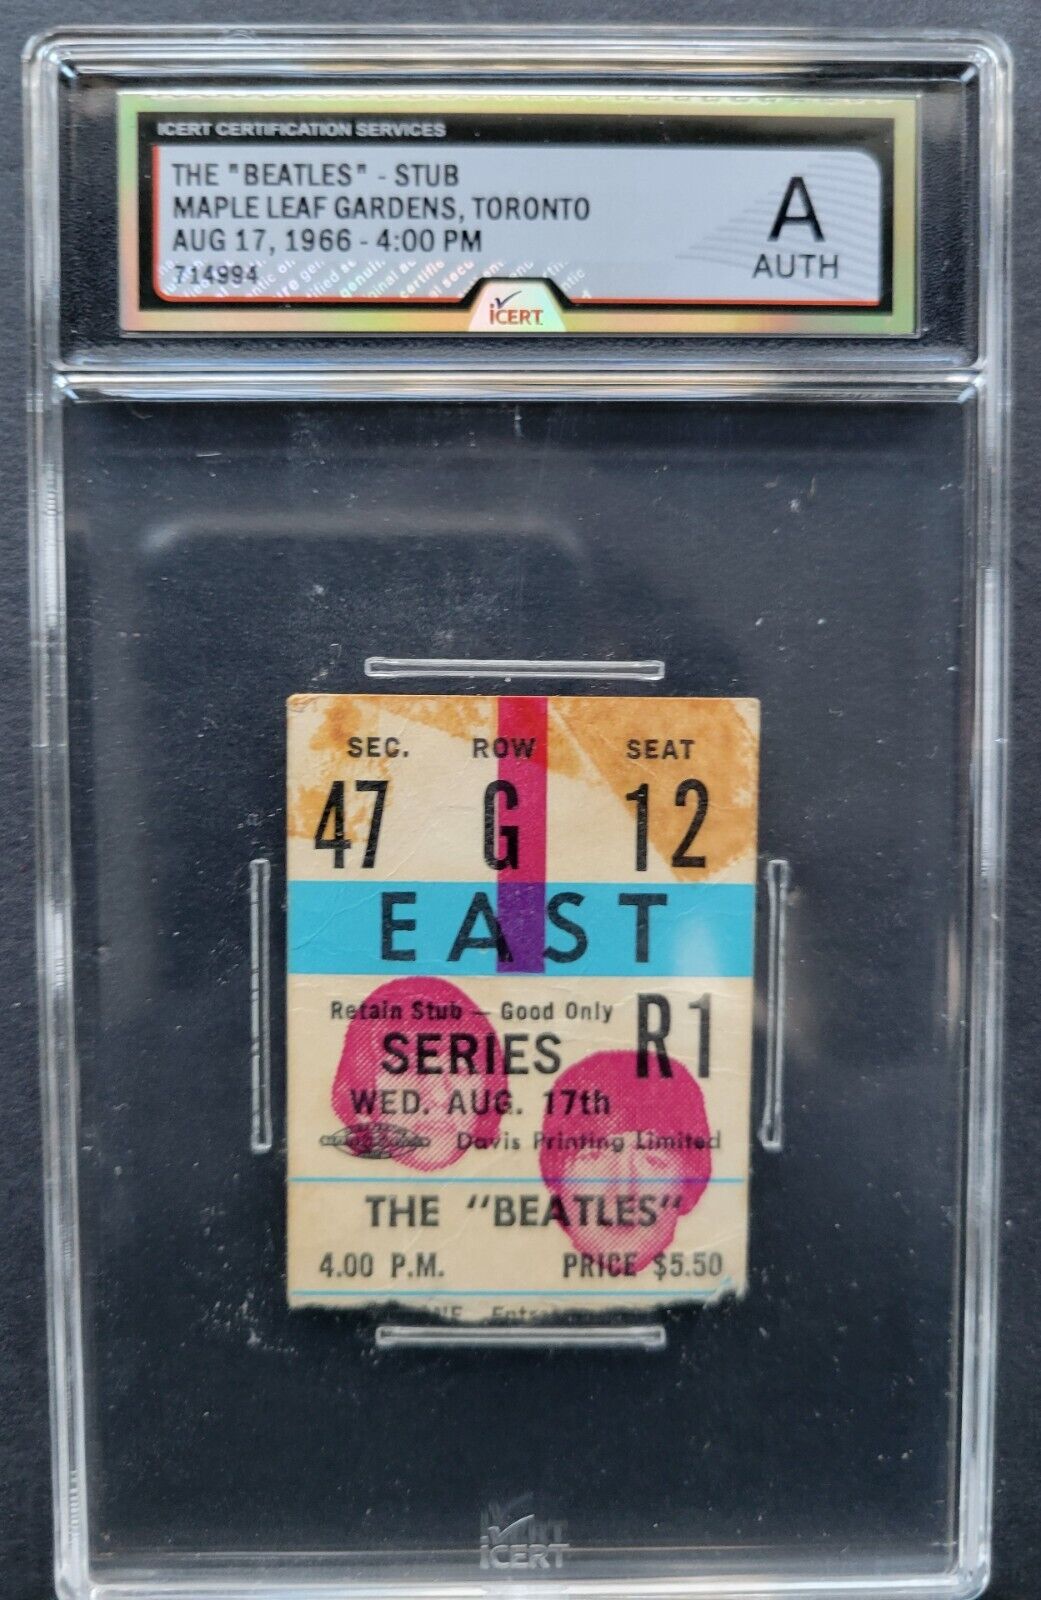 ICERT CERTIFICATION SERVICES
THE "BEATLES" - STUB
MAPLE LEAF GARDENS, TORONTO
AUG 17, 1966 - 4:00 PM
714994
A
AUTH
iCERT
SEC. ROW SEAT
47 G 12
EAST
Retain Stub — Good Only
SERIES R1
WED. AUG. 17th
Davis Printing Limited
THE "BEATLES"
4.00 P.M. PRICE $5.50
iCERT